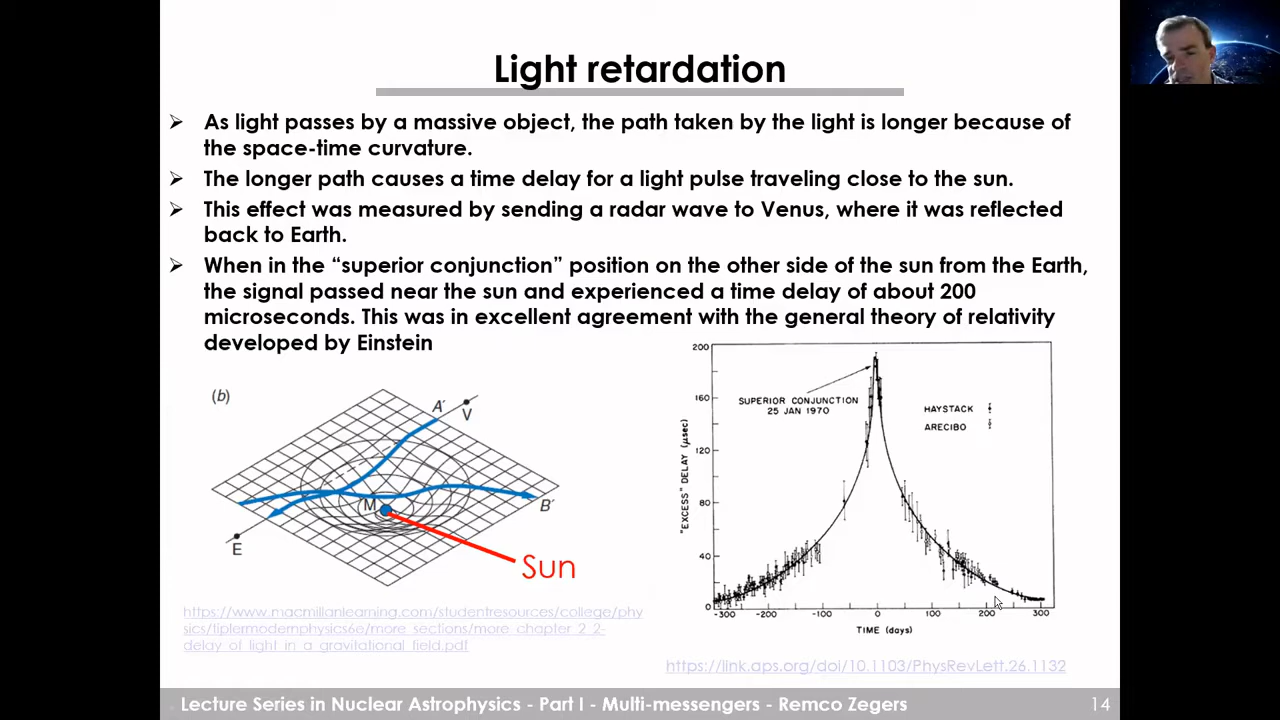 Light retardation
➢ As light passes by a massive object, the path taken by the light is longer because of
the space-time curvature.
➢ The longer path causes a time delay for a light pulse traveling close to the sun.
➢ This effect was measured by sending a radar wave to Venus, where it was reflected
back to Earth.
➢ When in the “superior conjunction” position on the other side of the sun from the Earth,
the signal passed near the sun and experienced a time delay of about 200
microseconds. This was in excellent agreement with the general theory of relativity
developed by Einstein
(b)
A'
V
M
B'
E
Sun
https://www.macmillanlearning.com/studentresources/college/phy
sics/tiplermodernphysics6e/more_sections/more_chapter_2_2-
delay_of_light_in_a_gravitational_field.pdf
200
160
120
80
40
0
"EXCESS" DELAY (μsec)
SUPERIOR CONJUNCTION
25 JAN 1970
HAYSTACK
ARECIBO
-300 -200 -100 0 100 200 300
TIME (days)
https://link.aps.org/doi/10.1103/PhysRevLett.26.1132
Lecture Series in Nuclear Astrophysics - Part I - Multi-messengers - Remco Zegers 14